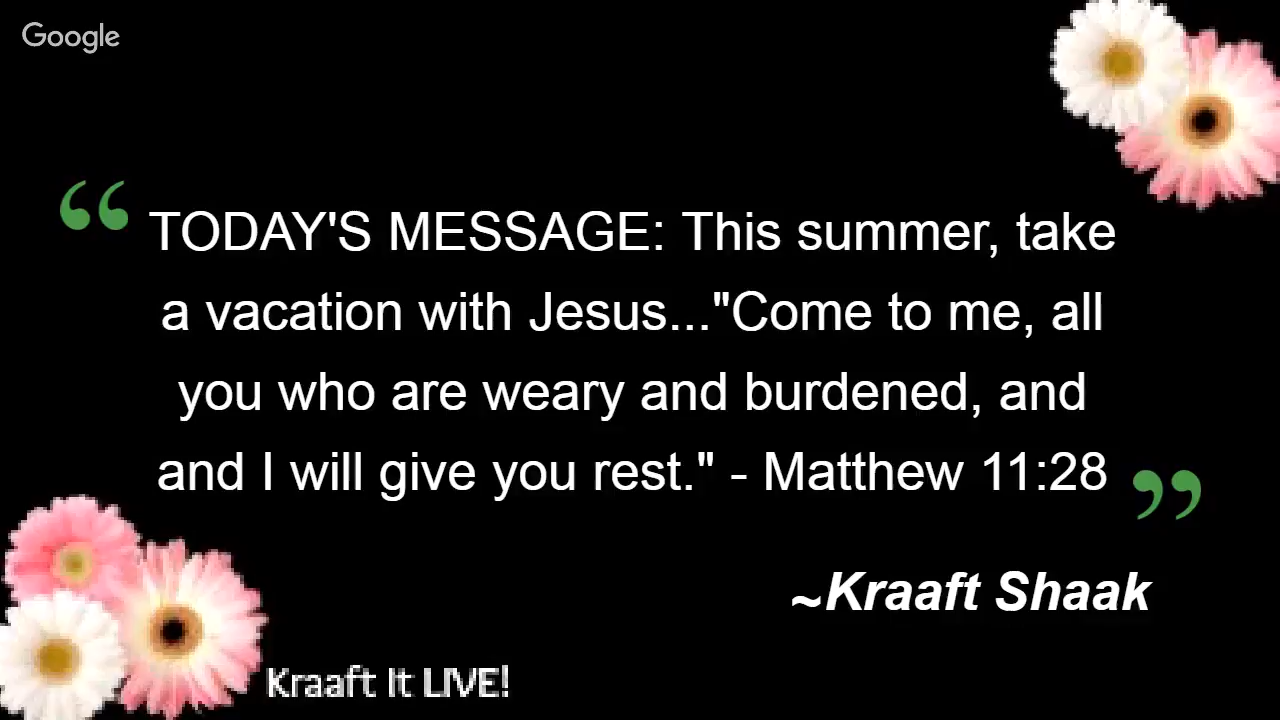 Google
“ TODAY'S MESSAGE: This summer, take
a vacation with Jesus..."Come to me, all
you who are weary and burdened, and
and I will give you rest." - Matthew 11:28 ”
~Kraaft Shaak
Kraaft It LIVE!